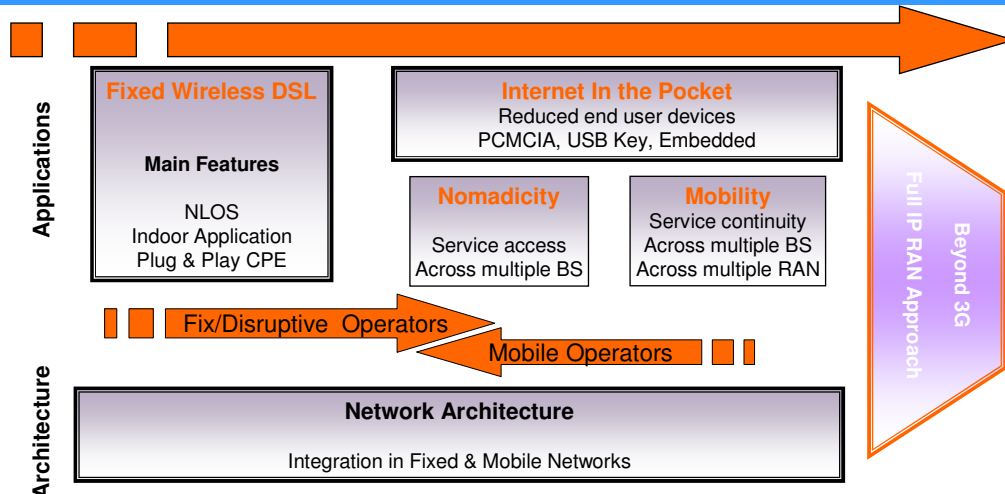 Applications
Fixed Wireless DSL
Main Features
NLOS
Indoor Application
Plug & Play CPE
Internet In the Pocket
Reduced end user devices
PCMCIA, USB Key, Embedded
Nomadicity
Service access
Across multiple BS
Mobility
Service continuity
Across multiple BS
Across multiple RAN
Beyond 3G
Full IP RAN Approach
Fix/Disruptive Operators
Mobile Operators
Architecture
Network Architecture
Integration in Fixed & Mobile Networks